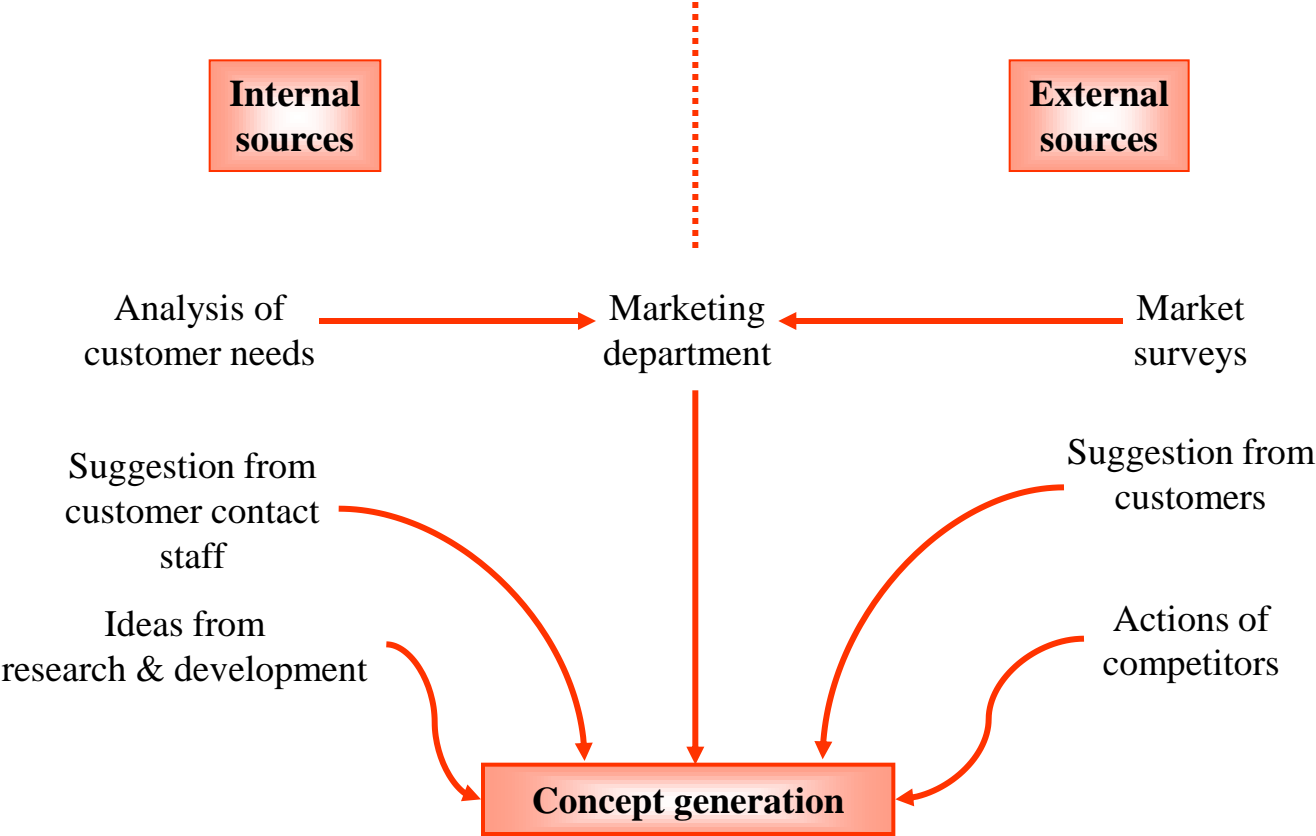 Internal
sources
External
sources
Analysis of
customer needs
Marketing
department
Market
surveys
Suggestion from
customer contact
staff
Suggestion from
customers
Ideas from
research & development
Actions of
competitors
Concept generation